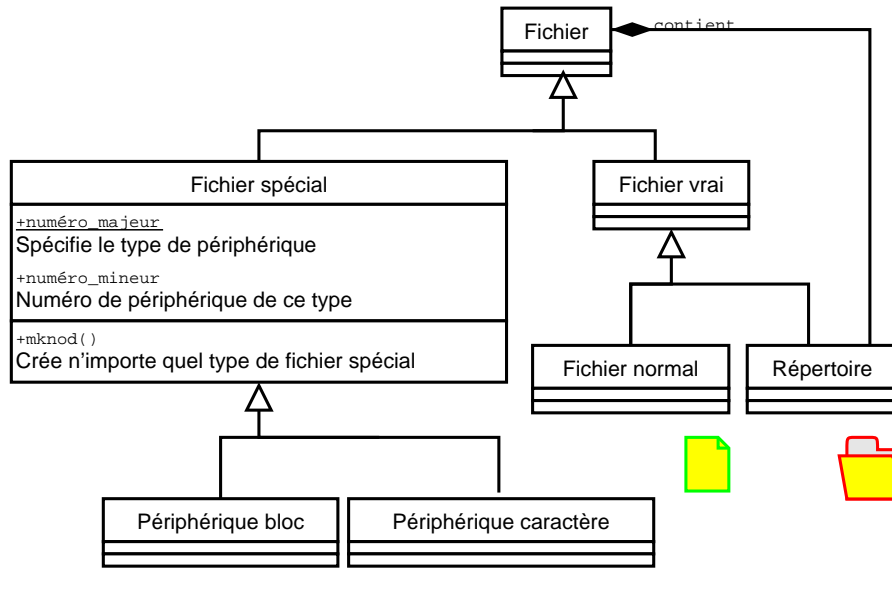 Fichier
contient
Fichier spécial
Fichier vrai
+numéro_majeur
Spécifie le type de périphérique
+numéro_mineur
Numéro de périphérique de ce type
+mknod()
Crée n'importe quel type de fichier spécial
Fichier normal
Répertoire
Périphérique bloc
Périphérique caractère